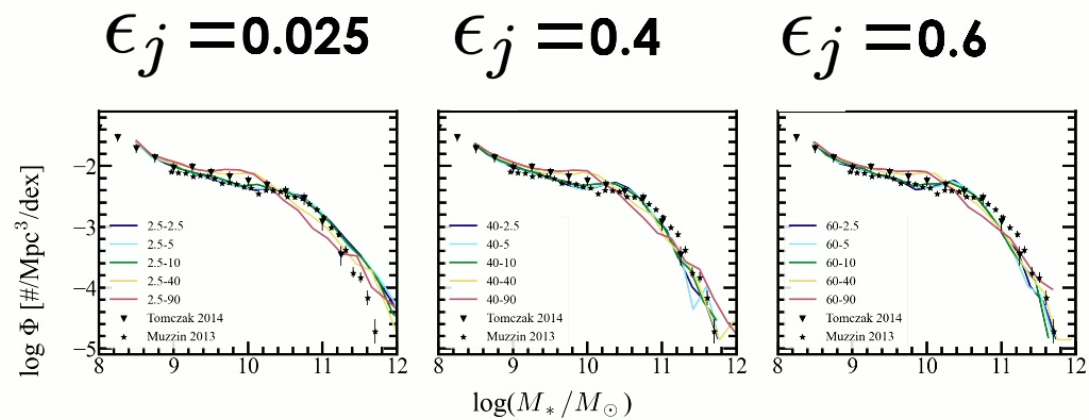 ϵj =0.025
ϵj =0.4
ϵj =0.6
log Φ [#/Mpc³/dex]
−2
−3
−4
−5
2.5-2.5
2.5-5
2.5-10
2.5-40
2.5-90
Tomczak 2014
Muzzin 2013
8 9 10 11 12
40-2.5
40-5
40-10
40-40
40-90
Tomczak 2014
Muzzin 2013
8 9 10 11 12
60-2.5
60-5
60-10
60-40
60-90
Tomczak 2014
Muzzin 2013
8 9 10 11 12
log(M∗/M⊙)